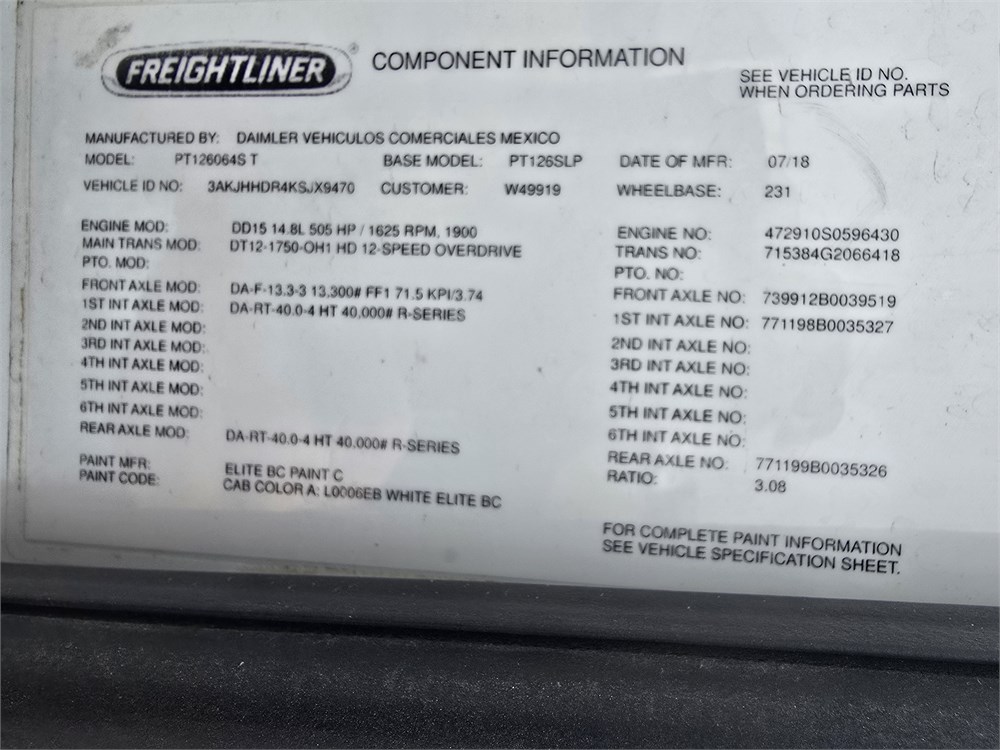 FREIGHTLINER® COMPONENT INFORMATION
SEE VEHICLE ID NO.
WHEN ORDERING PARTS
MANUFACTURED BY: DAIMLER VEHICULOS COMERCIALES MEXICO
MODEL: PT126064S T BASE MODEL: PT126SLP DATE OF MFR: 07/18
VEHICLE ID NO: 3AKJHHDR4KSJX9470 CUSTOMER: W49919 WHEELBASE: 231
ENGINE MOD: DD15 14.8L 505 HP / 1625 RPM, 1900 ENGINE NO: 472910S0596430
MAIN TRANS MOD: DT12-1750-OH1 HD 12-SPEED OVERDRIVE TRANS NO: 715384G2066418
PTO. MOD: PTO. NO:
FRONT AXLE MOD: DA-F-13.3-3 13,300# FF1 71.5 KPI/3.74 FRONT AXLE NO: 739912B0039519
1ST INT AXLE MOD: DA-RT-40.0-4 HT 40,000# R-SERIES 1ST INT AXLE NO: 771198B0035327
2ND INT AXLE MOD: 2ND INT AXLE NO:
3RD INT AXLE MOD: 3RD INT AXLE NO:
4TH INT AXLE MOD: 4TH INT AXLE NO:
5TH INT AXLE MOD: 5TH INT AXLE NO:
6TH INT AXLE MOD: 6TH INT AXLE NO:
REAR AXLE MOD: DA-RT-40.0-4 HT 40,000# R-SERIES REAR AXLE NO: 771199B0035326
PAINT MFR: ELITE BC PAINT C RATIO: 3.08
PAINT CODE: CAB COLOR A: L0006EB WHITE ELITE BC
FOR COMPLETE PAINT INFORMATION
SEE VEHICLE SPECIFICATION SHEET.